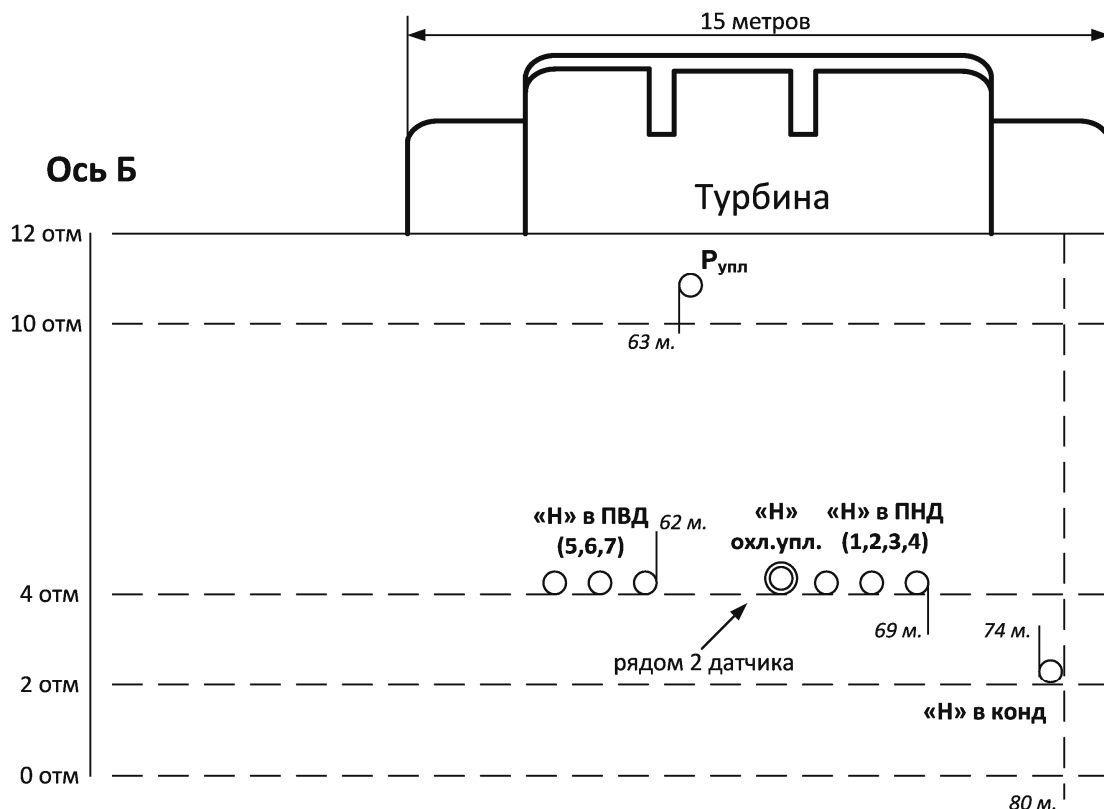 15 метров
Ось Б
Турбина
12 отм
Pупл
10 отм
63 м.
«Н» в ПВД
(5,6,7)
62 м.
«Н»
охл.упл.
«Н» в ПНД
(1,2,3,4)
4 отм
69 м.
74 м.
рядом 2 датчика
2 отм
«Н» в конд
0 отм
80 м.